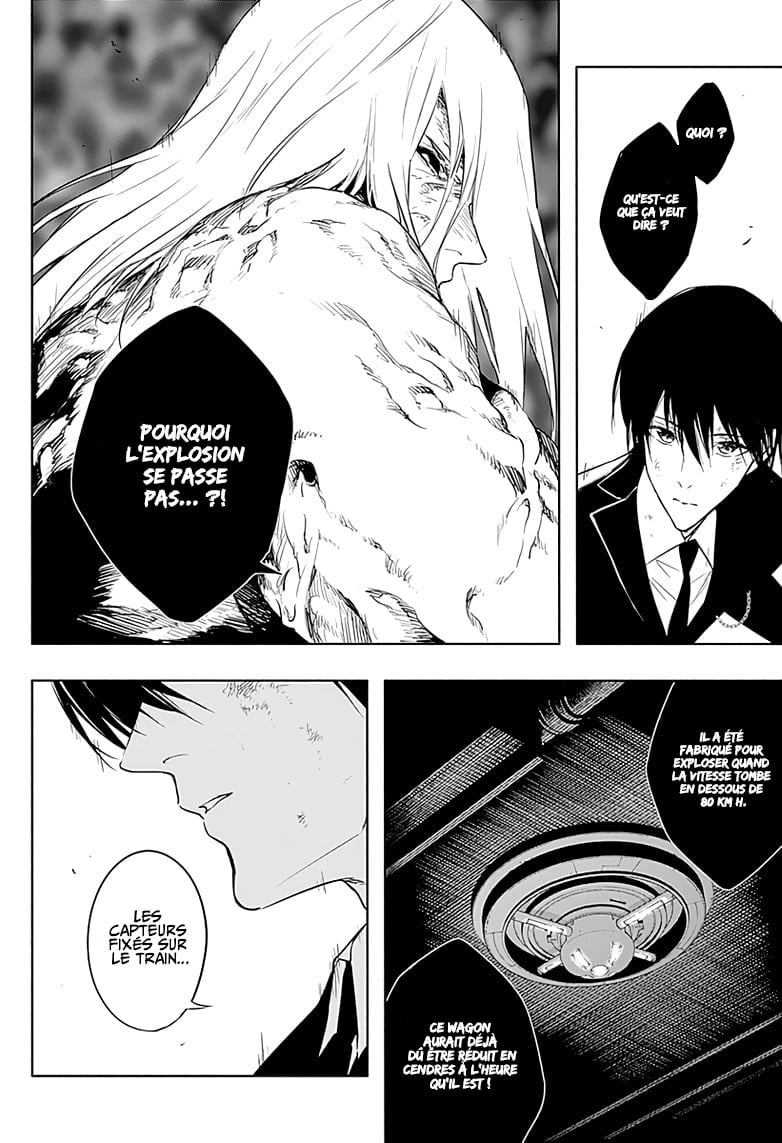 QUOI ?
QU'EST-CE
QUE ÇA VEUT
DIRE ?
POURQUOI
L'EXPLOSION
SE PASSE
PAS... ?!
IL A ÉTÉ
FABRIQUÉ POUR
EXPLOSER QUAND
LA VITESSE TOMBE
EN DESSOUS DE
80 KM H.
CE WAGON
AURAIT DÉJÀ
DÛ ÊTRE RÉDUIT EN
CENDRES À L'HEURE
QU'IL EST !
LES
CAPTEURS
FIXÉS SUR
LE TRAIN...